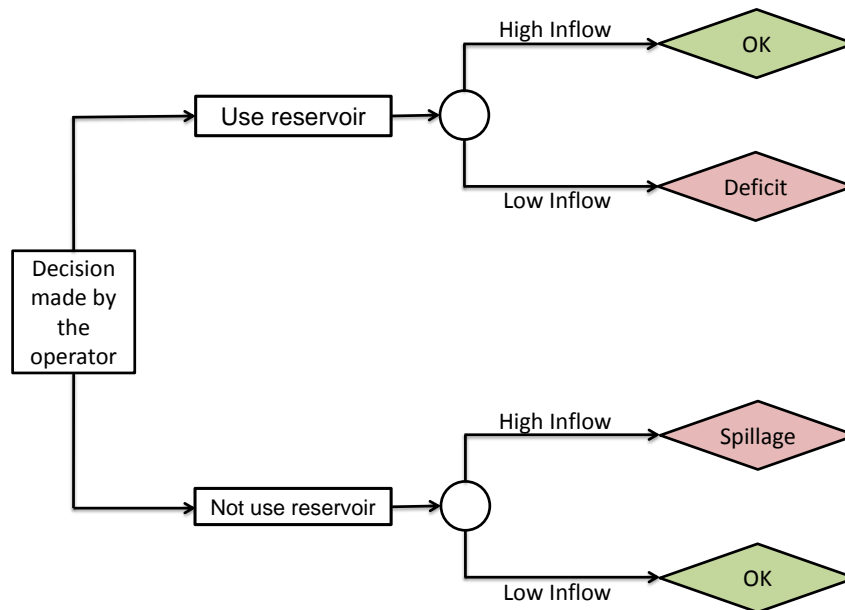 High Inflow
OK
Use reservoir
Deficit
Low Inflow
Decision
made by
the
operator
High Inflow
Spillage
Not use reservoir
OK
Low Inflow